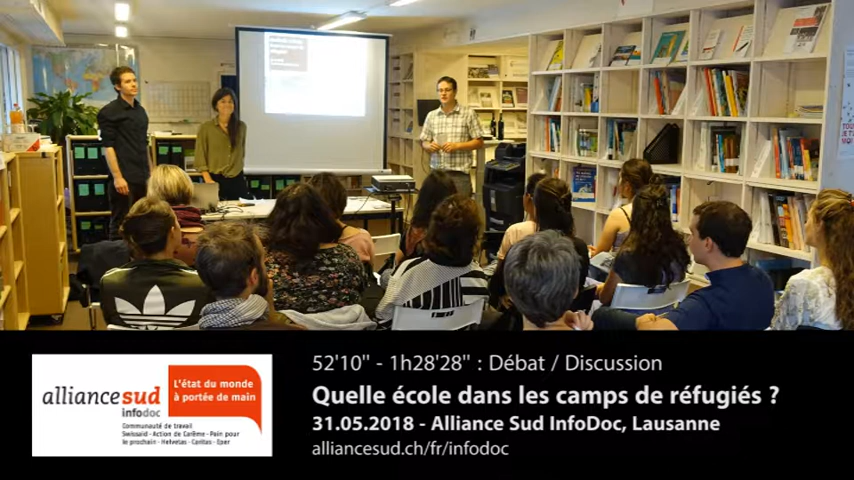 52'10" - 1h28'28" : Débat / Discussion
Quelle école dans les camps de réfugiés ?
31.05.2018 - Alliance Sud InfoDoc, Lausanne
alliancesud.ch/fr/infodoc
alliancesud
infodoc
L'état du monde
à portée de main
Communauté de travail
Swissaid · Action de Carême · Pain pour
le prochain · Helvetas · Caritas · Eper